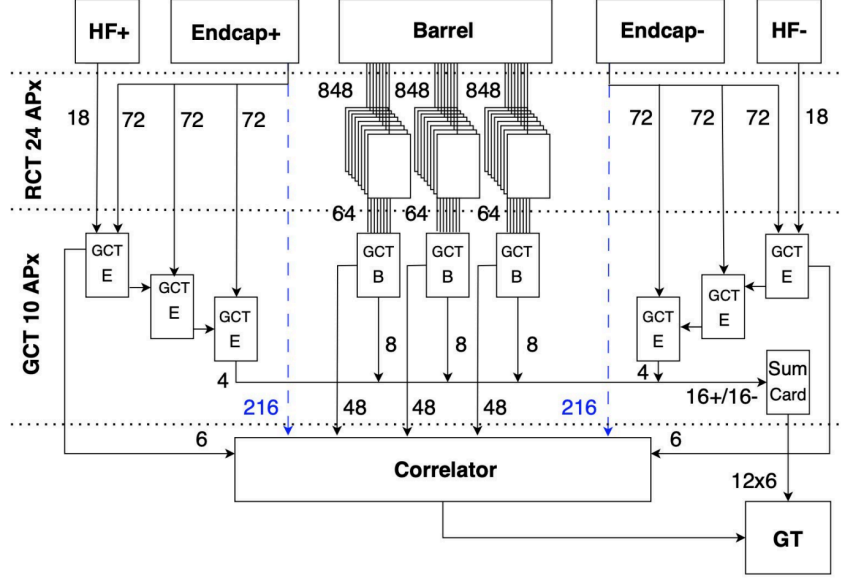 HF+
Endcap+
Barrel
Endcap-
HF-
RCT 24 APx
18
72
72
72
848
848
848
72
72
72
18
64
64
64
GCT 10 APx
GCT
E
GCT
E
GCT
E
GCT
B
GCT
B
GCT
B
GCT
E
GCT
E
GCT
E
8
8
8
4
4
Sum
Card
16+/16-
216
48
48
48
216
6
6
Correlator
12x6
GT